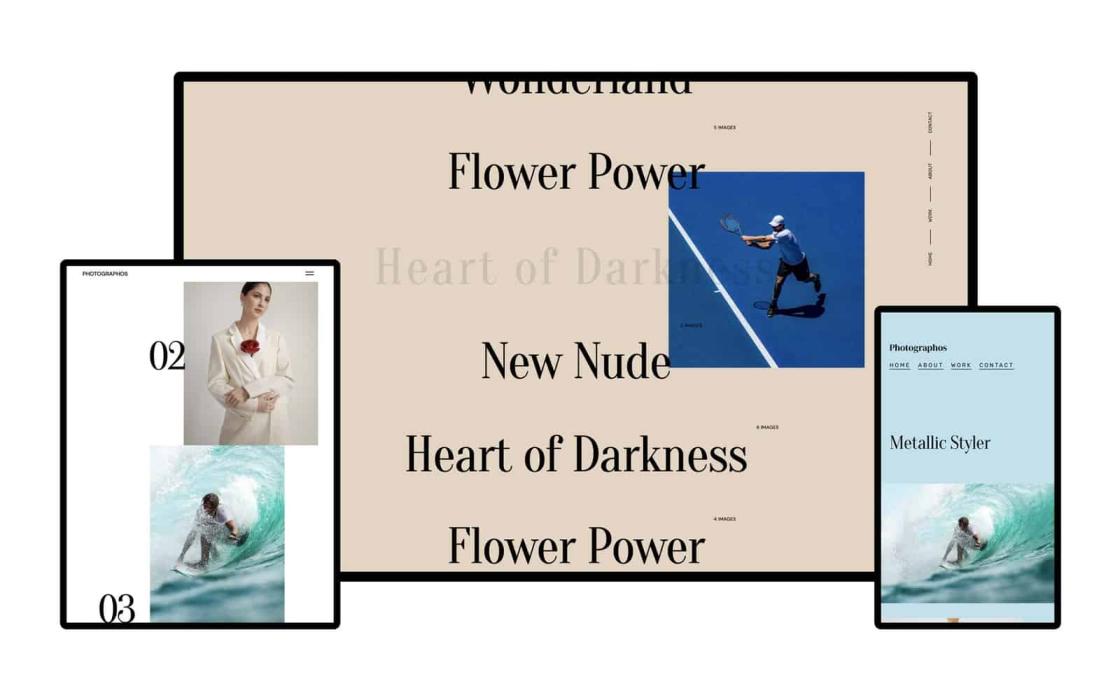 Wonderland
5 IMAGES
Flower Power
Heart of Darkness
2 IMAGES
New Nude
6 IMAGES
Heart of Darkness
4 IMAGES
Flower Power
CONTACT
ABOUT
WORK
HOME
PHOTOGRAPHOS
02
03
Photographos
HOME ABOUT WORK CONTACT
Metallic Styler